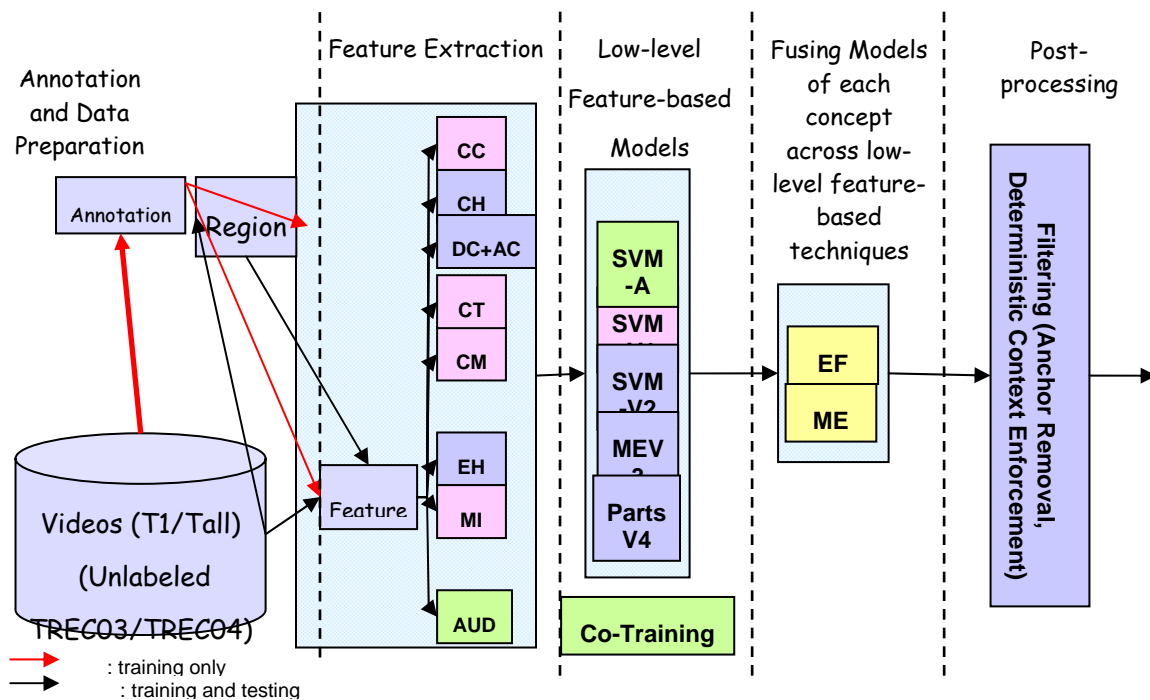 Annotation
and Data
Preparation
Annotation
Region
Videos (T1/Tall)
(Unlabeled
TREC03/TREC04)
: training only
: training and testing
Feature Extraction
Feature
CC
CH
DC+AC
CT
CM
EH
MI
AUD
Low-level
Feature-based
Models
SVM
-A
SVM
SVM
-V2
MEV
Parts
V4
Co-Training
Fusing Models
of each
concept
across low-
level feature-
based
techniques
EF
ME
Post-
processing
Filtering (Anchor Removal,
Deterministic Context Enforcement)